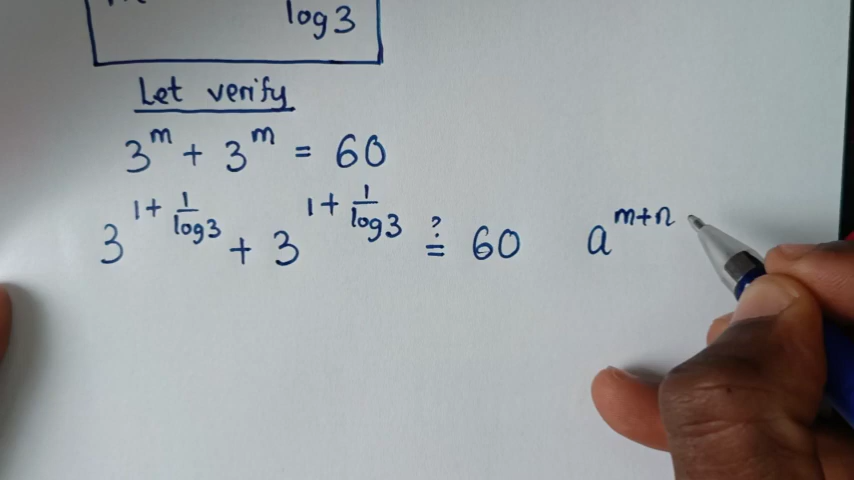 log3
Let verify
3^m + 3^m = 60
3^(1 + 1/log3) + 3^(1 + 1/log3) ?= 60 a^(m+n)